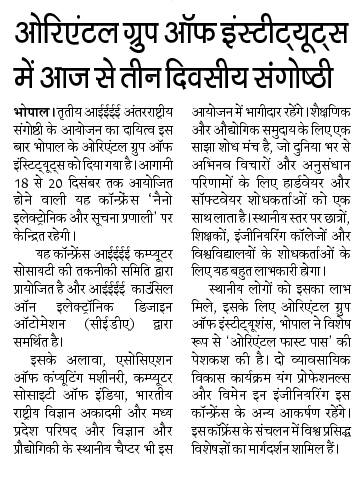 ओरिएंटल ग्रुप ऑफ इंस्टीट्यूट्स
में आज से तीन दिवसीय संगोष्ठी
भोपाल। तृतीय आईईईई अंतरराष्ट्रीय
संगोष्ठी के आयोजन का दायित्व इस
बार भोपाल के ओरिएंटल ग्रुप ऑफ
इंस्टिट्यूट्स को दिया गया है। आगामी
18 से 20 दिसंबर तक आयोजित
होने वाली यह कॉन्फ्रेंस 'नैनो
इलेक्ट्रोनिक और सूचना प्रणाली' पर
केन्द्रित रहेगी।
यह कॉन्फ्रेंस आईईईई कम्प्यूटर
सोसायटी की तकनीकी समिति द्वारा
प्रायोजित है और आईईईई काउंसिल
ऑन इलेक्ट्रॉनिक डिजाइन
ऑटोमेशन (सीईडीए) द्वारा
समर्थित है।
इसके अलावा, एसोसिएशन
ऑफ कंप्यूटिंग मशीनरी, कम्प्यूटर
सोसाइटी ऑफ इंडिया, भारतीय
राष्ट्रीय विज्ञान अकादमी और मध्य
प्रदेश परिषद और विज्ञान और
प्रौद्योगिकी के स्थानीय चैप्टर भी इस
आयोजन में भागीदार रहेंगे। शैक्षणिक
और औद्योगिक समुदाय के लिए एक
साझा शोध मंच है, जो दुनिया भर से
अभिनव विचारों और अनुसंधान
परिणामों के लिए हार्डवेयर और
सॉफ्टवेयर शोधकर्ताओं को एक
साथ लाता है। स्थानीय स्तर पर छात्रों,
शिक्षकों, इंजीनियरिंग कॉलेजों और
विश्वविद्यालयों के शोधकर्ताओं के
लिए यह बहुत लाभकारी होगा।
स्थानीय लोगों को इसका लाभ
मिले, इसके लिए ओरिएंटल ग्रुप
ऑफ इंस्टीट्यूशंस, भोपाल ने विशेष
रूप से 'ओरिएंटल फास्ट पास' की
पेशकश की है। दो व्यावसायिक
विकास कार्यक्रम यंग प्रोफेशनल्स
और विमेन इन इंजीनियरिंग इस
कॉन्फ्रेंस के अन्य आकर्षण रहेंगे।
इस कॉफ्रेंस के संचलन में विश्व प्रसिद्ध
विशेषज्ञों का मार्गदर्शन शामिल हैं।